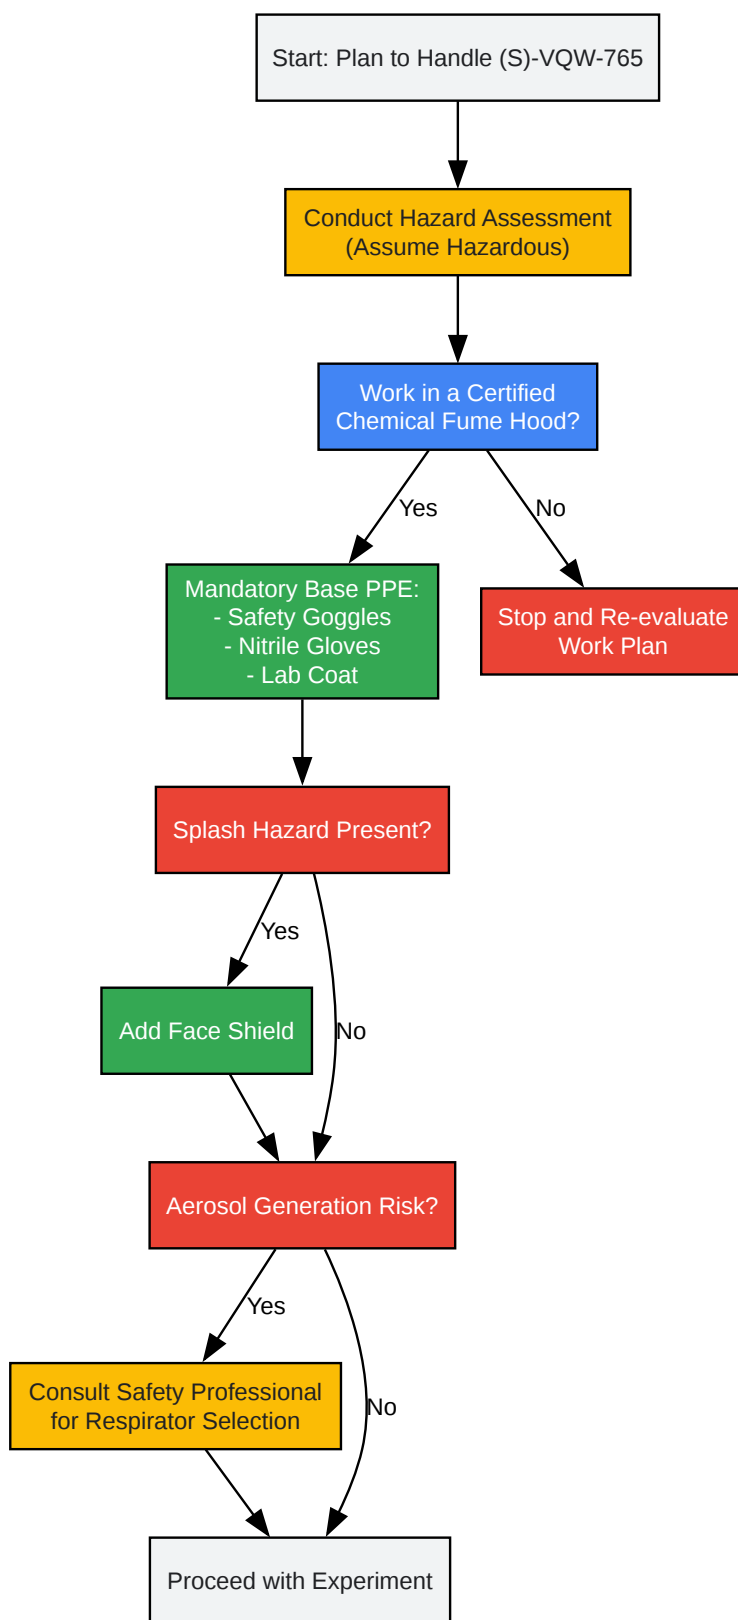 Start: Plan to Handle (S)-VQW-765
Conduct Hazard Assessment
(Assume Hazardous)
Work in a Certified
Chemical Fume Hood?
Yes
No
Mandatory Base PPE:
- Safety Goggles
- Nitrile Gloves
- Lab Coat
Stop and Re-evaluate
Work Plan
Splash Hazard Present?
Yes
Add Face Shield
No
Aerosol Generation Risk?
Yes
Consult Safety Professional
for Respirator Selection
No
Proceed with Experiment